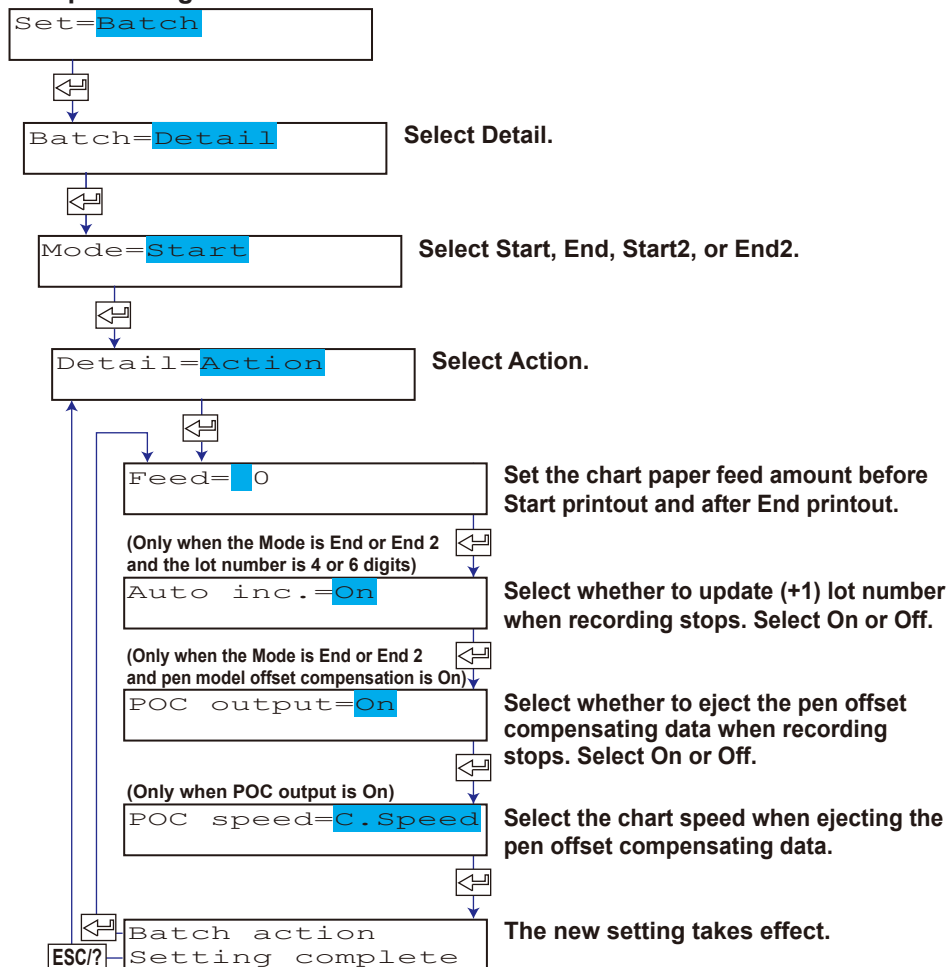 Set=Batch
Batch=Detail
Select Detail.
Mode=Start
Select Start, End, Start2, or End2.
Detail=Action
Select Action.
Feed= 0
Set the chart paper feed amount before
Start printout and after End printout.
(Only when the Mode is End or End 2
and the lot number is 4 or 6 digits)
Auto inc.=On
Select whether to update (+1) lot number
when recording stops. Select On or Off.
(Only when the Mode is End or End 2
and pen model offset compensation is On)
POC output=On
Select whether to eject the pen offset
compensating data when recording
stops. Select On or Off.
(Only when POC output is On)
POC speed=C.Speed
Select the chart speed when ejecting the
pen offset compensating data.
Batch action
Setting complete
The new setting takes effect.
ESC/?